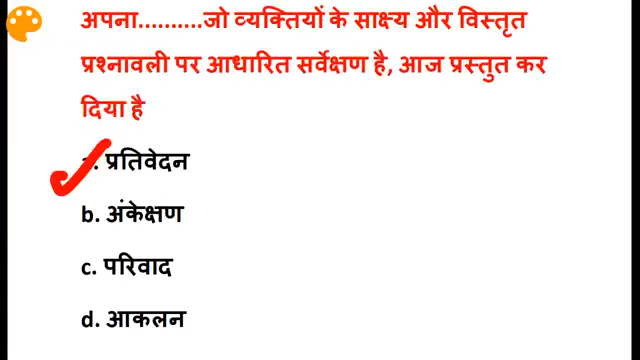 अपना..........जो व्यक्तियों के साक्ष्य और विस्तृत
प्रश्नावली पर आधारित सर्वेक्षण है, आज प्रस्तुत कर
दिया है
a. प्रतिवेदन
b. अंकेक्षण
c. परिवाद
d. आकलन